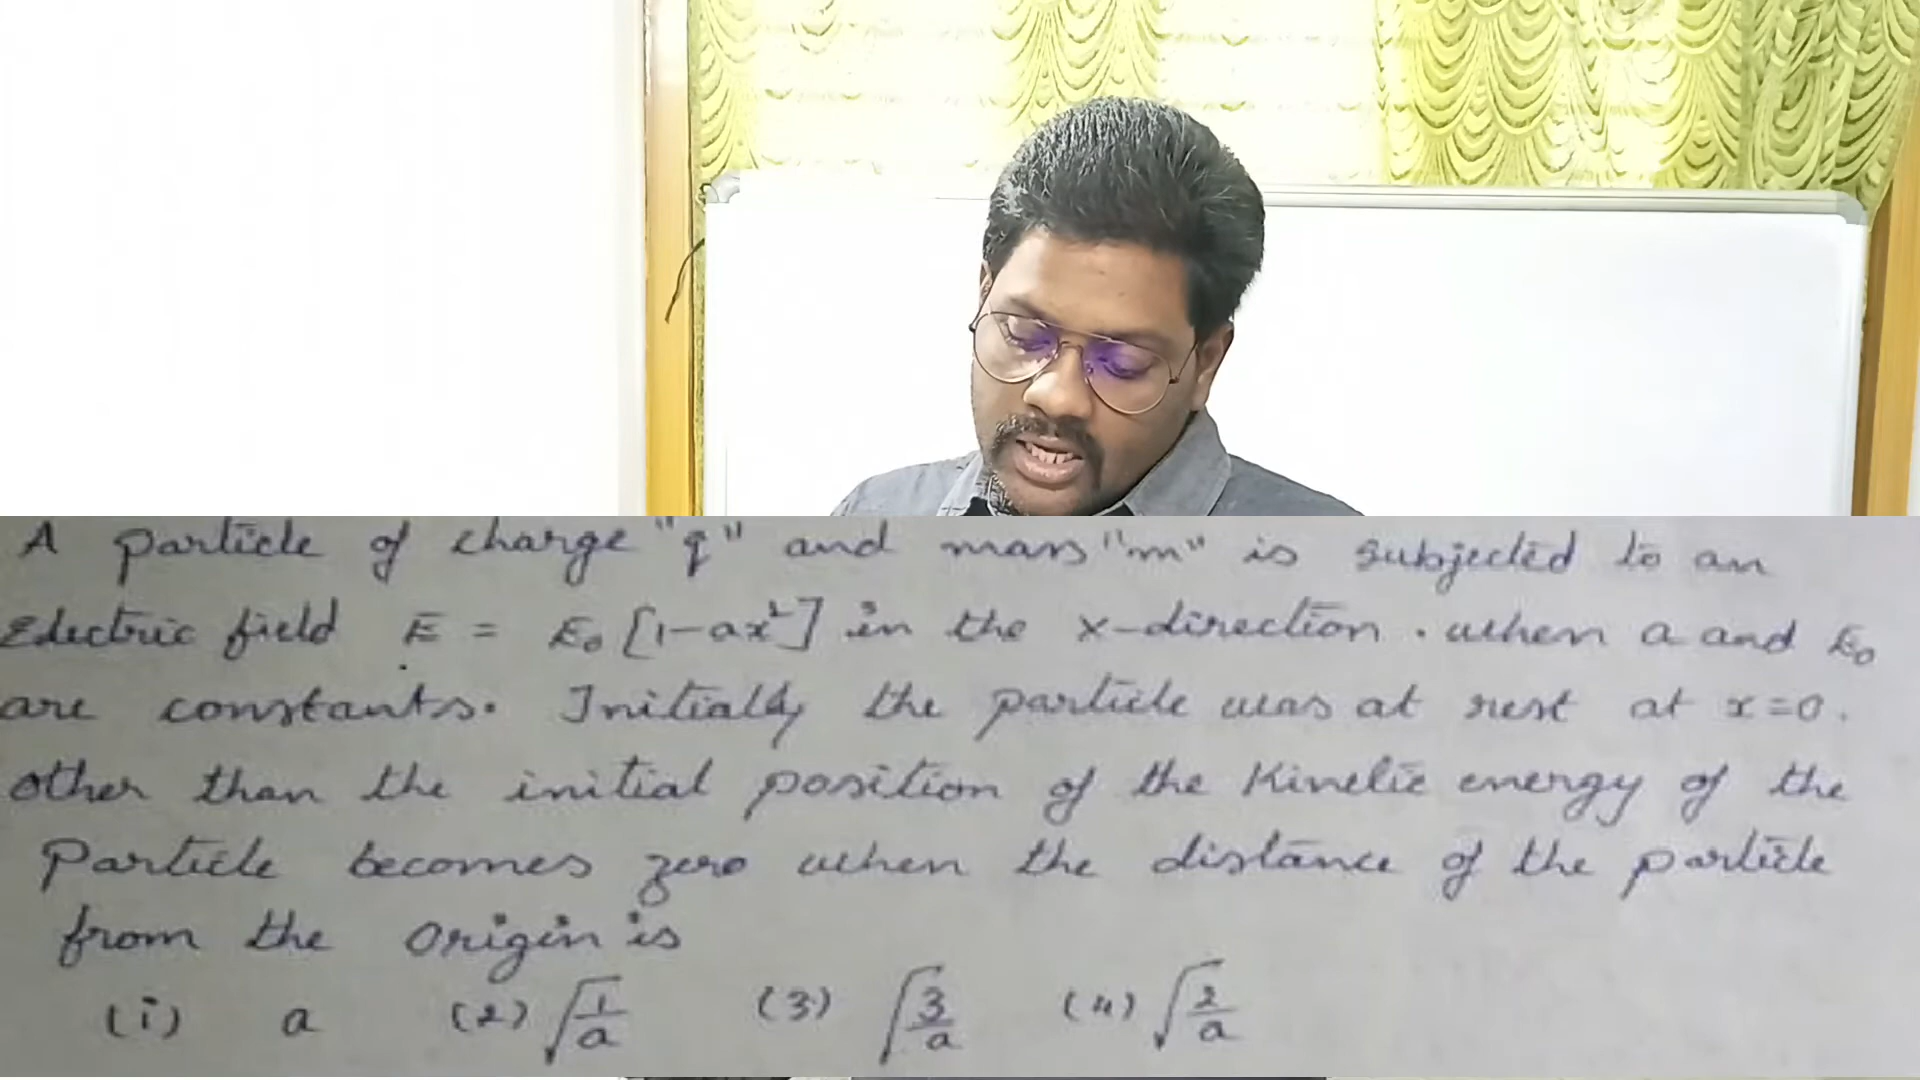 A particle of charge "q" and mass "m" is subjected to an
Electric field E = E₀ [1-ax²] in the x-direction. when a and E₀
are constants. Initially the particle was at rest at x=0.
other than the initial position of the Kinetic energy of the
Particle becomes zero when the distance of the particle
from the origin is
(i) a (2) √1/a (3) √3/a (4) √2/a